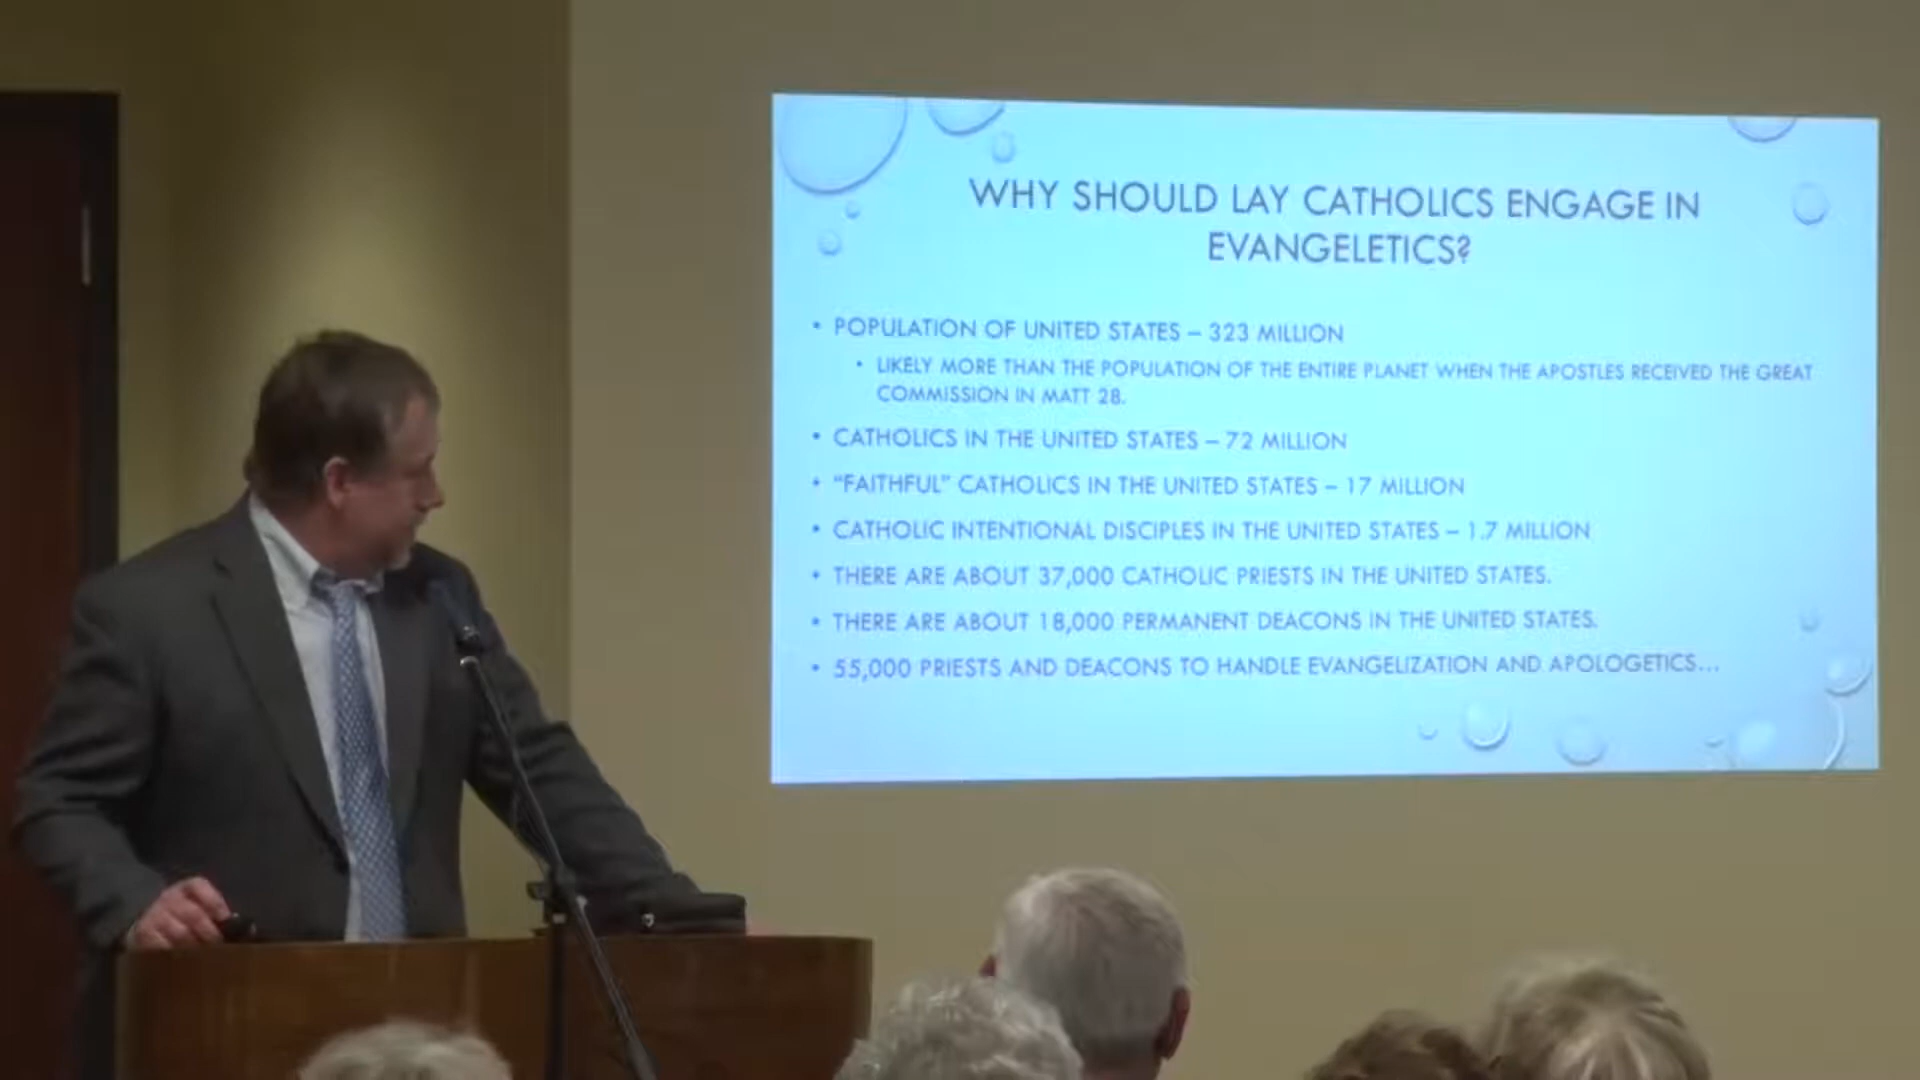 WHY SHOULD LAY CATHOLICS ENGAGE IN
EVANGELETICS?
• POPULATION OF UNITED STATES – 323 MILLION
• LIKELY MORE THAN THE POPULATION OF THE ENTIRE PLANET WHEN THE APOSTLES RECEIVED THE GREAT
COMMISSION IN MATT 28.
• CATHOLICS IN THE UNITED STATES – 72 MILLION
• “FAITHFUL” CATHOLICS IN THE UNITED STATES – 17 MILLION
• CATHOLIC INTENTIONAL DISCIPLES IN THE UNITED STATES – 1.7 MILLION
• THERE ARE ABOUT 37,000 CATHOLIC PRIESTS IN THE UNITED STATES.
• THERE ARE ABOUT 18,000 PERMANENT DEACONS IN THE UNITED STATES.
• 55,000 PRIESTS AND DEACONS TO HANDLE EVANGELIZATION AND APOLOGETICS…